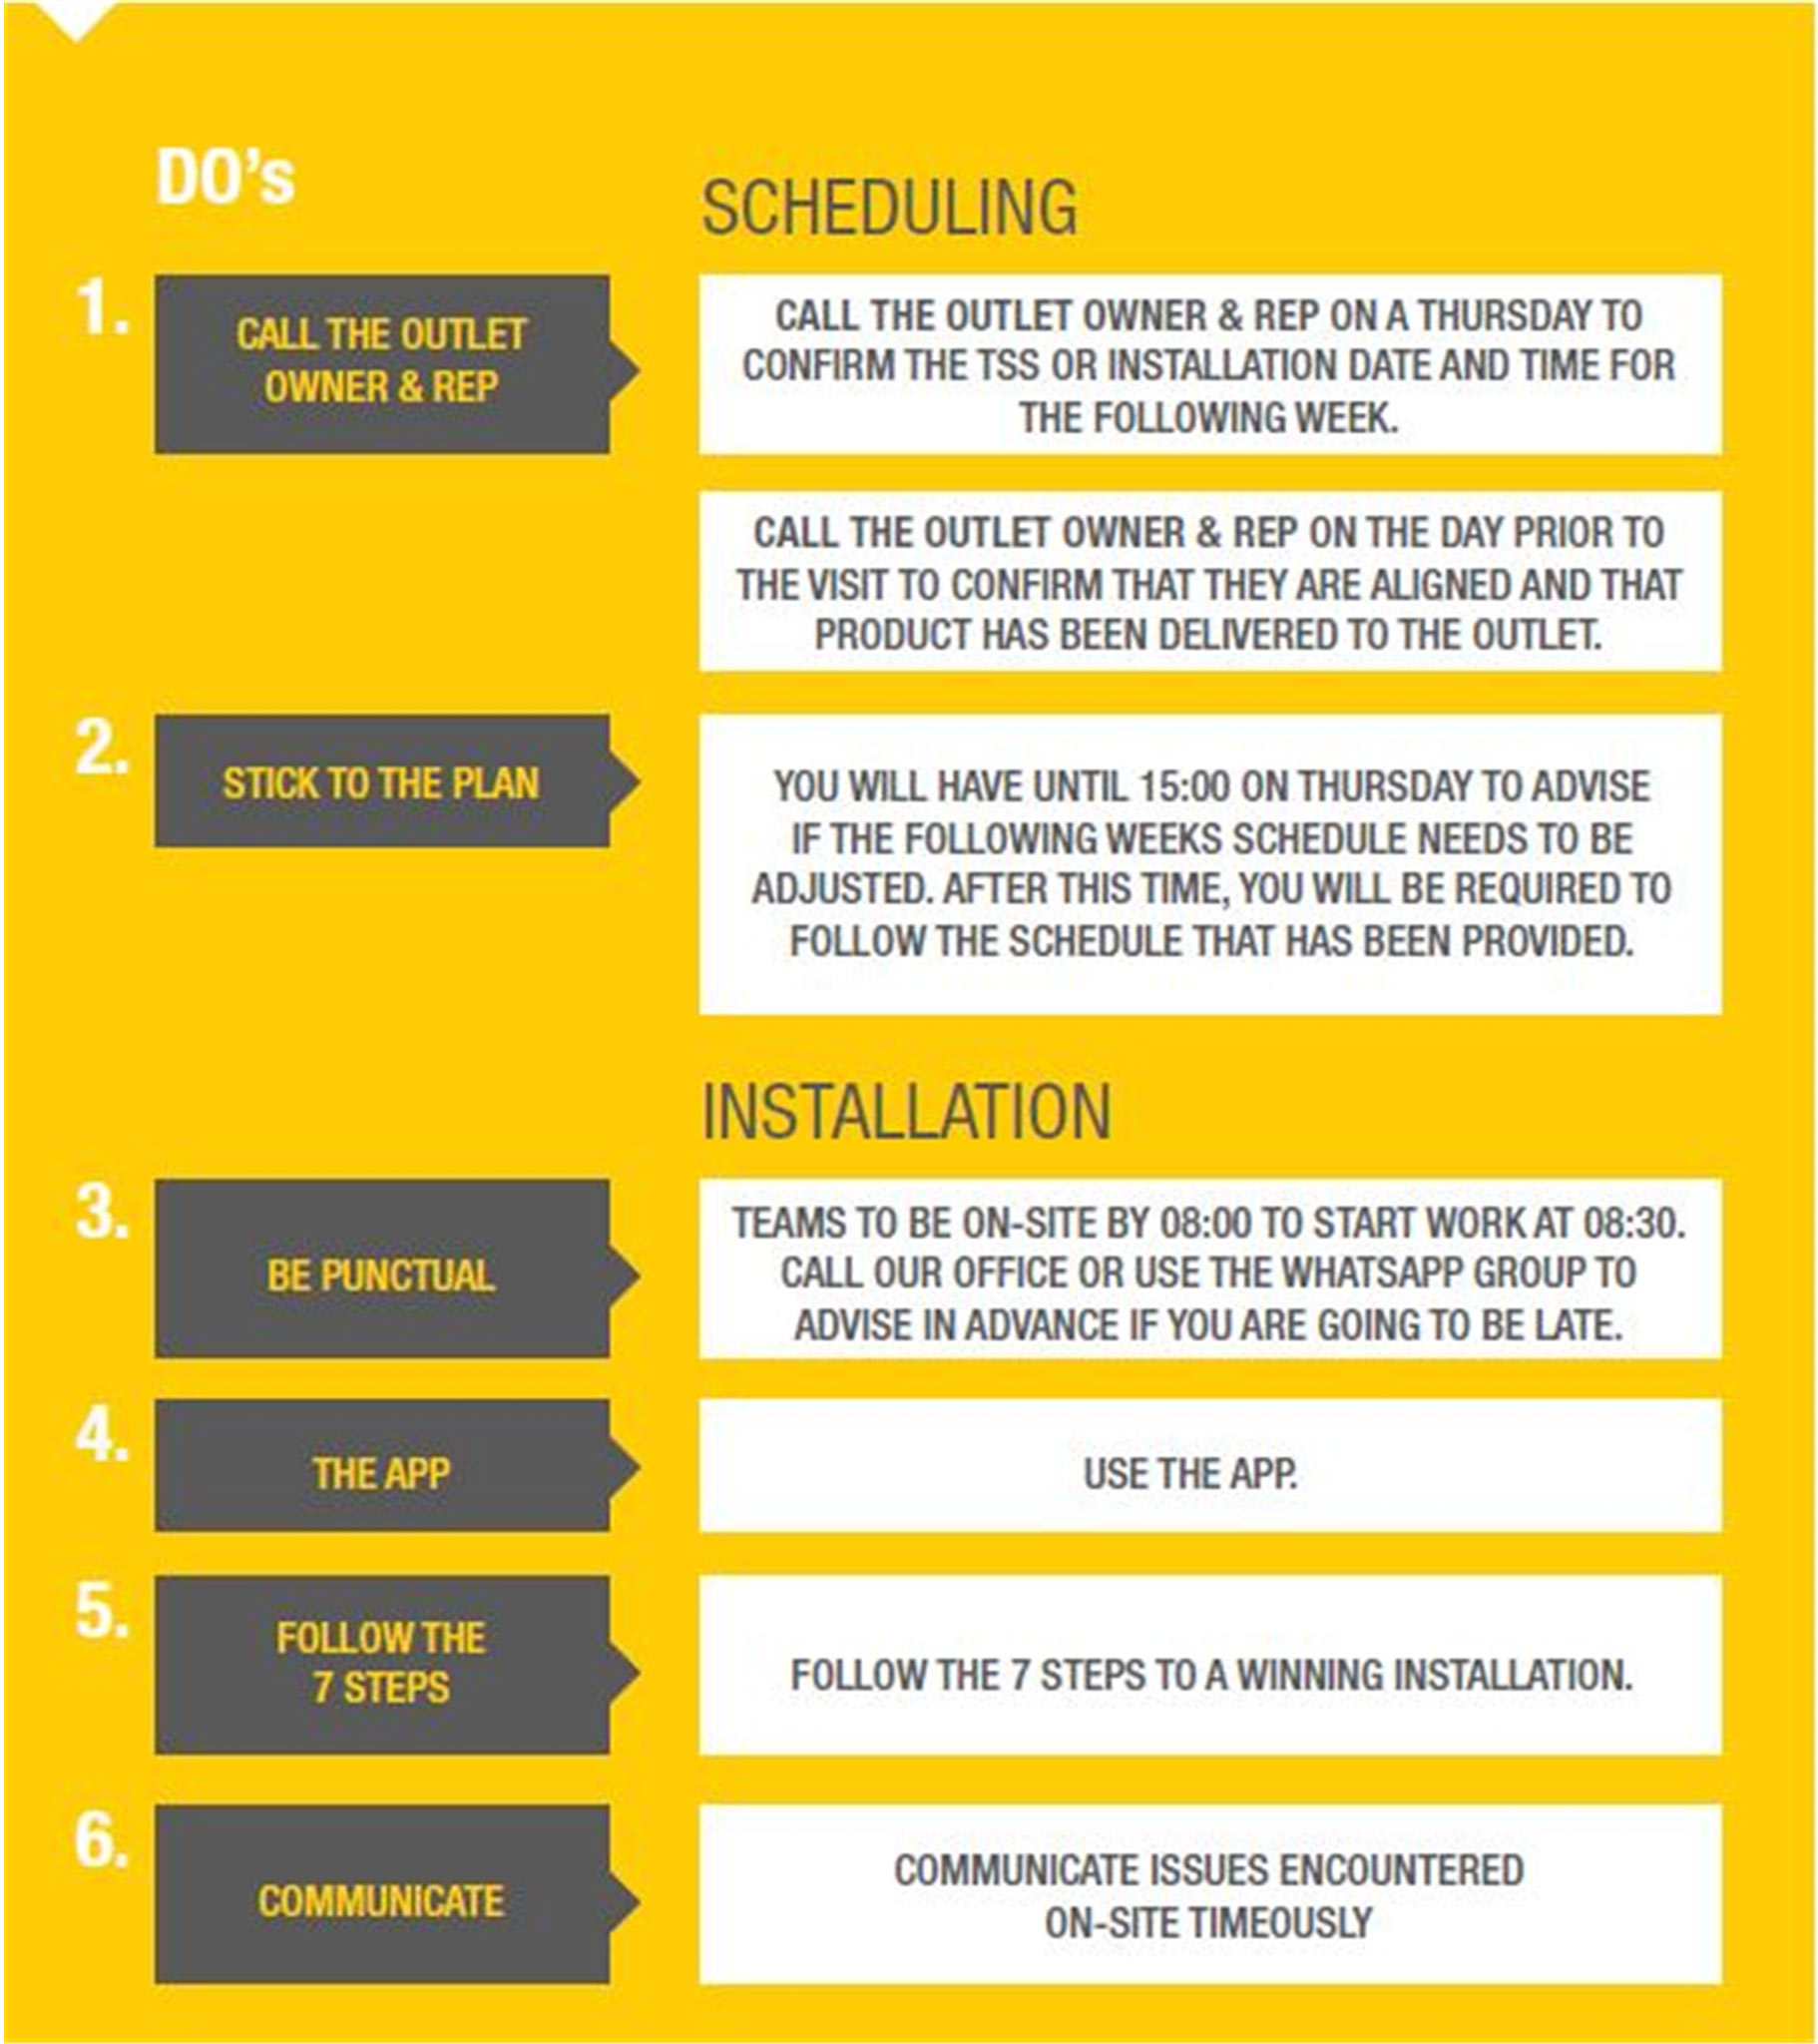 DO's
SCHEDULING
1.
CALL THE OUTLET
OWNER & REP
CALL THE OUTLET OWNER & REP ON A THURSDAY TO
CONFIRM THE TSS OR INSTALLATION DATE AND TIME FOR
THE FOLLOWING WEEK.
CALL THE OUTLET OWNER & REP ON THE DAY PRIOR TO
THE VISIT TO CONFIRM THAT THEY ARE ALIGNED AND THAT
PRODUCT HAS BEEN DELIVERED TO THE OUTLET.
2.
STICK TO THE PLAN
YOU WILL HAVE UNTIL 15:00 ON THURSDAY TO ADVISE
IF THE FOLLOWING WEEKS SCHEDULE NEEDS TO BE
ADJUSTED. AFTER THIS TIME, YOU WILL BE REQUIRED TO
FOLLOW THE SCHEDULE THAT HAS BEEN PROVIDED.
INSTALLATION
3.
BE PUNCTUAL
TEAMS TO BE ON-SITE BY 08:00 TO START WORK AT 08:30.
CALL OUR OFFICE OR USE THE WHATSAPP GROUP TO
ADVISE IN ADVANCE IF YOU ARE GOING TO BE LATE.
4.
THE APP
USE THE APP.
5.
FOLLOW THE
7 STEPS
FOLLOW THE 7 STEPS TO A WINNING INSTALLATION.
6.
COMMUNICATE
COMMUNICATE ISSUES ENCOUNTERED
ON-SITE TIMEOUSLY